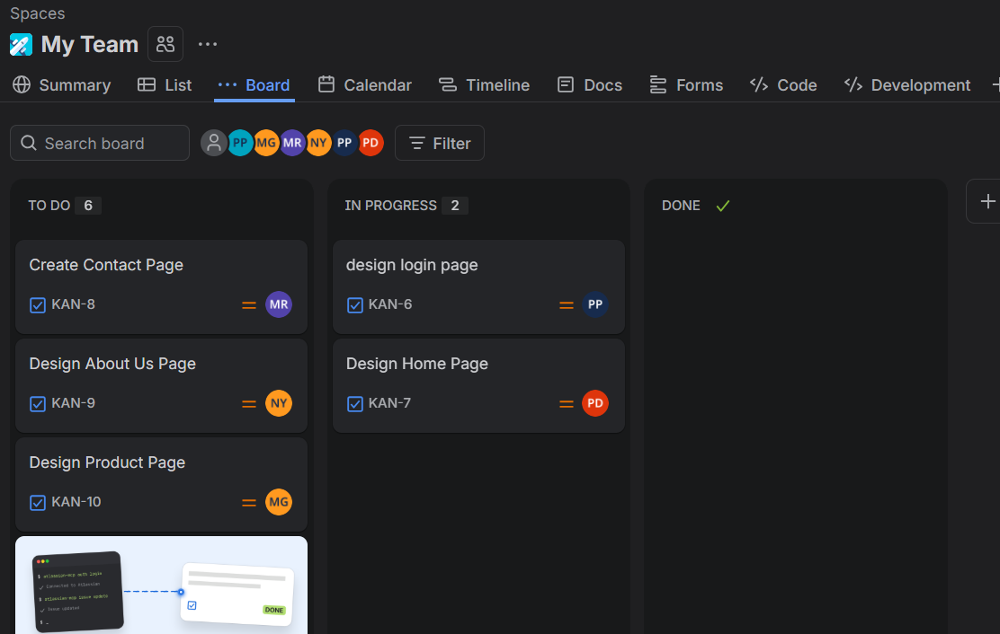 Spaces
My Team
Summary List Board Calendar Timeline Docs Forms Code Development
Search board PP MG MR NY PP PD Filter
TO DO 6
Create Contact Page
KAN-8 MR
Design About Us Page
KAN-9 NY
Design Product Page
KAN-10 MG
$ atlassian-mcp auth login
✓ Connected to Atlassian
$ atlassian-mcp issue update
✓ Issue updated
$ _
DONE
IN PROGRESS 2
design login page
KAN-6 PP
Design Home Page
KAN-7 PD
DONE